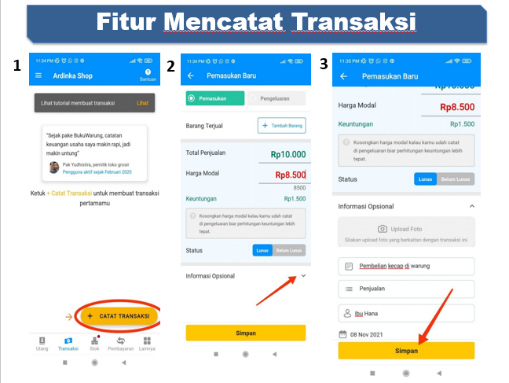 Fitur Mencatat Transaksi
1
11:34 PM
Ardinka Shop
Bantuan
Lihat tutorial membuat transaksi
Lihat
"Sejak pake BukuWarung, catatan
keuangan usaha saya makin rapi, jadi
makin untung"
Pak Yudhistira, pemilik toko grosir
Pengguna aktif sejak Februari 2020
Ketuk + Catat Transaksi untuk membuat transaksi
pertamamu
+ CATAT TRANSAKSI
Utang
Transaksi
Stok
Pembayaran
Lainnya
2
11:34 PM
Pemasukan Baru
Pemasukan
Pengeluaran
Barang Terjual
+ Tambah Barang
Total Penjualan
Rp10.000
Harga Modal
Rp8.500
8500
Keuntungan
Rp1.500
Kosongkan harga modal kalau kamu udah catat
di pengeluaran biar perhitungan keuntungan lebih
tepat.
Status
Lunas
Belum Lunas
Informasi Opsional
Simpan
3
11:35 PM
Pemasukan Baru
Rp10.000
Harga Modal
Rp8.500
Keuntungan
Rp1.500
Kosongkan harga modal kalau kamu udah catat
di pengeluaran biar perhitungan keuntungan lebih
tepat.
Status
Lunas
Belum Lunas
Informasi Opsional
Upload Foto
Silakan upload foto yang berkaitan dengan transaksi ini.
Pembelian kecap di warung
Penjualan
Ibu Hana
08 Nov 2021
Simpan